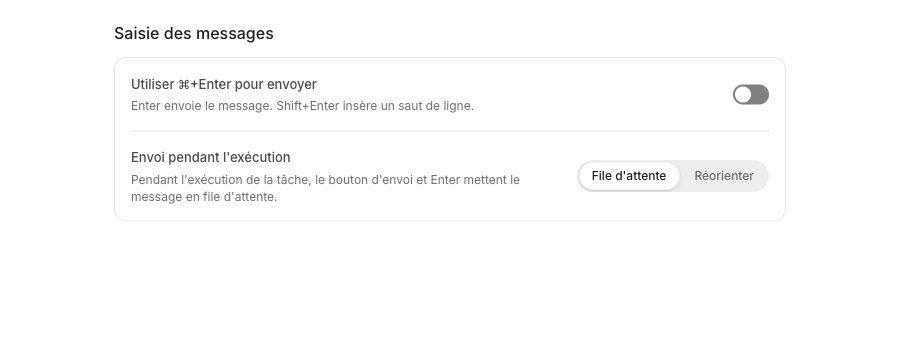 Saisie des messages
Utiliser ⌘+Enter pour envoyer
Enter envoie le message. Shift+Enter insère un saut de ligne.
Envoi pendant l'exécution
Pendant l'exécution de la tâche, le bouton d'envoi et Enter mettent le
message en file d'attente.
File d'attente
Réorienter